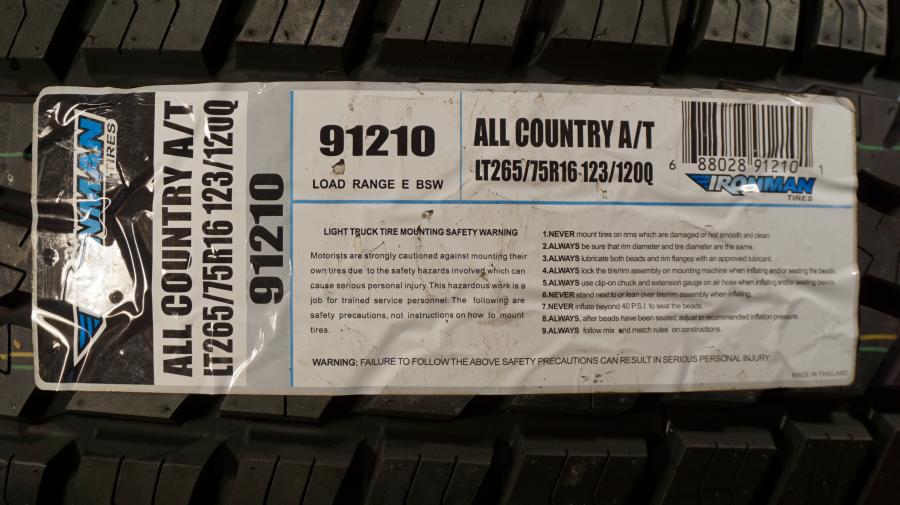 IRONMAN
TIRES
ALL COUNTRY A/T
LT265/75R16 123/120Q
91210
91210
LOAD RANGE E BSW
ALL COUNTRY A/T
LT265/75R16 123/120Q
6 88028 91210 1
IRONMAN
TIRES
LIGHT TRUCK TIRE MOUNTING SAFETY WARNING
Motorists are strongly cautioned against mounting their
own tires due to the safety hazards involved which can
cause serious personal injury. This hazardous work is a
job for trained service personnel. The following are
safety precautions, not instructions on how to mount
tires.
1.NEVER mount tires on rims which are damaged or not smooth and clean.
2.ALWAYS be sure that rim diameter and tire diameter are the same.
3.ALWAYS lubricate both beads and rim flanges with an approved lubricant.
4.ALWAYS lock the tire/rim assembly on mounting machine when inflating and/or seating the beads.
5.ALWAYS use clip-on chuck and extension gauge on air hose when inflating and/or seating beads.
6.NEVER stand next to or lean over tire/rim assembly when inflating.
7.NEVER inflate beyond 40 P.S.I. to seat the beads.
8.ALWAYS, after beads have been seated, adjust to recommended inflation pressure.
9.ALWAYS follow mix and match rules on constructions.
WARNING: FAILURE TO FOLLOW THE ABOVE SAFETY PRECAUTIONS CAN RESULT IN SERIOUS PERSONAL INJURY.
MADE IN THAILAND